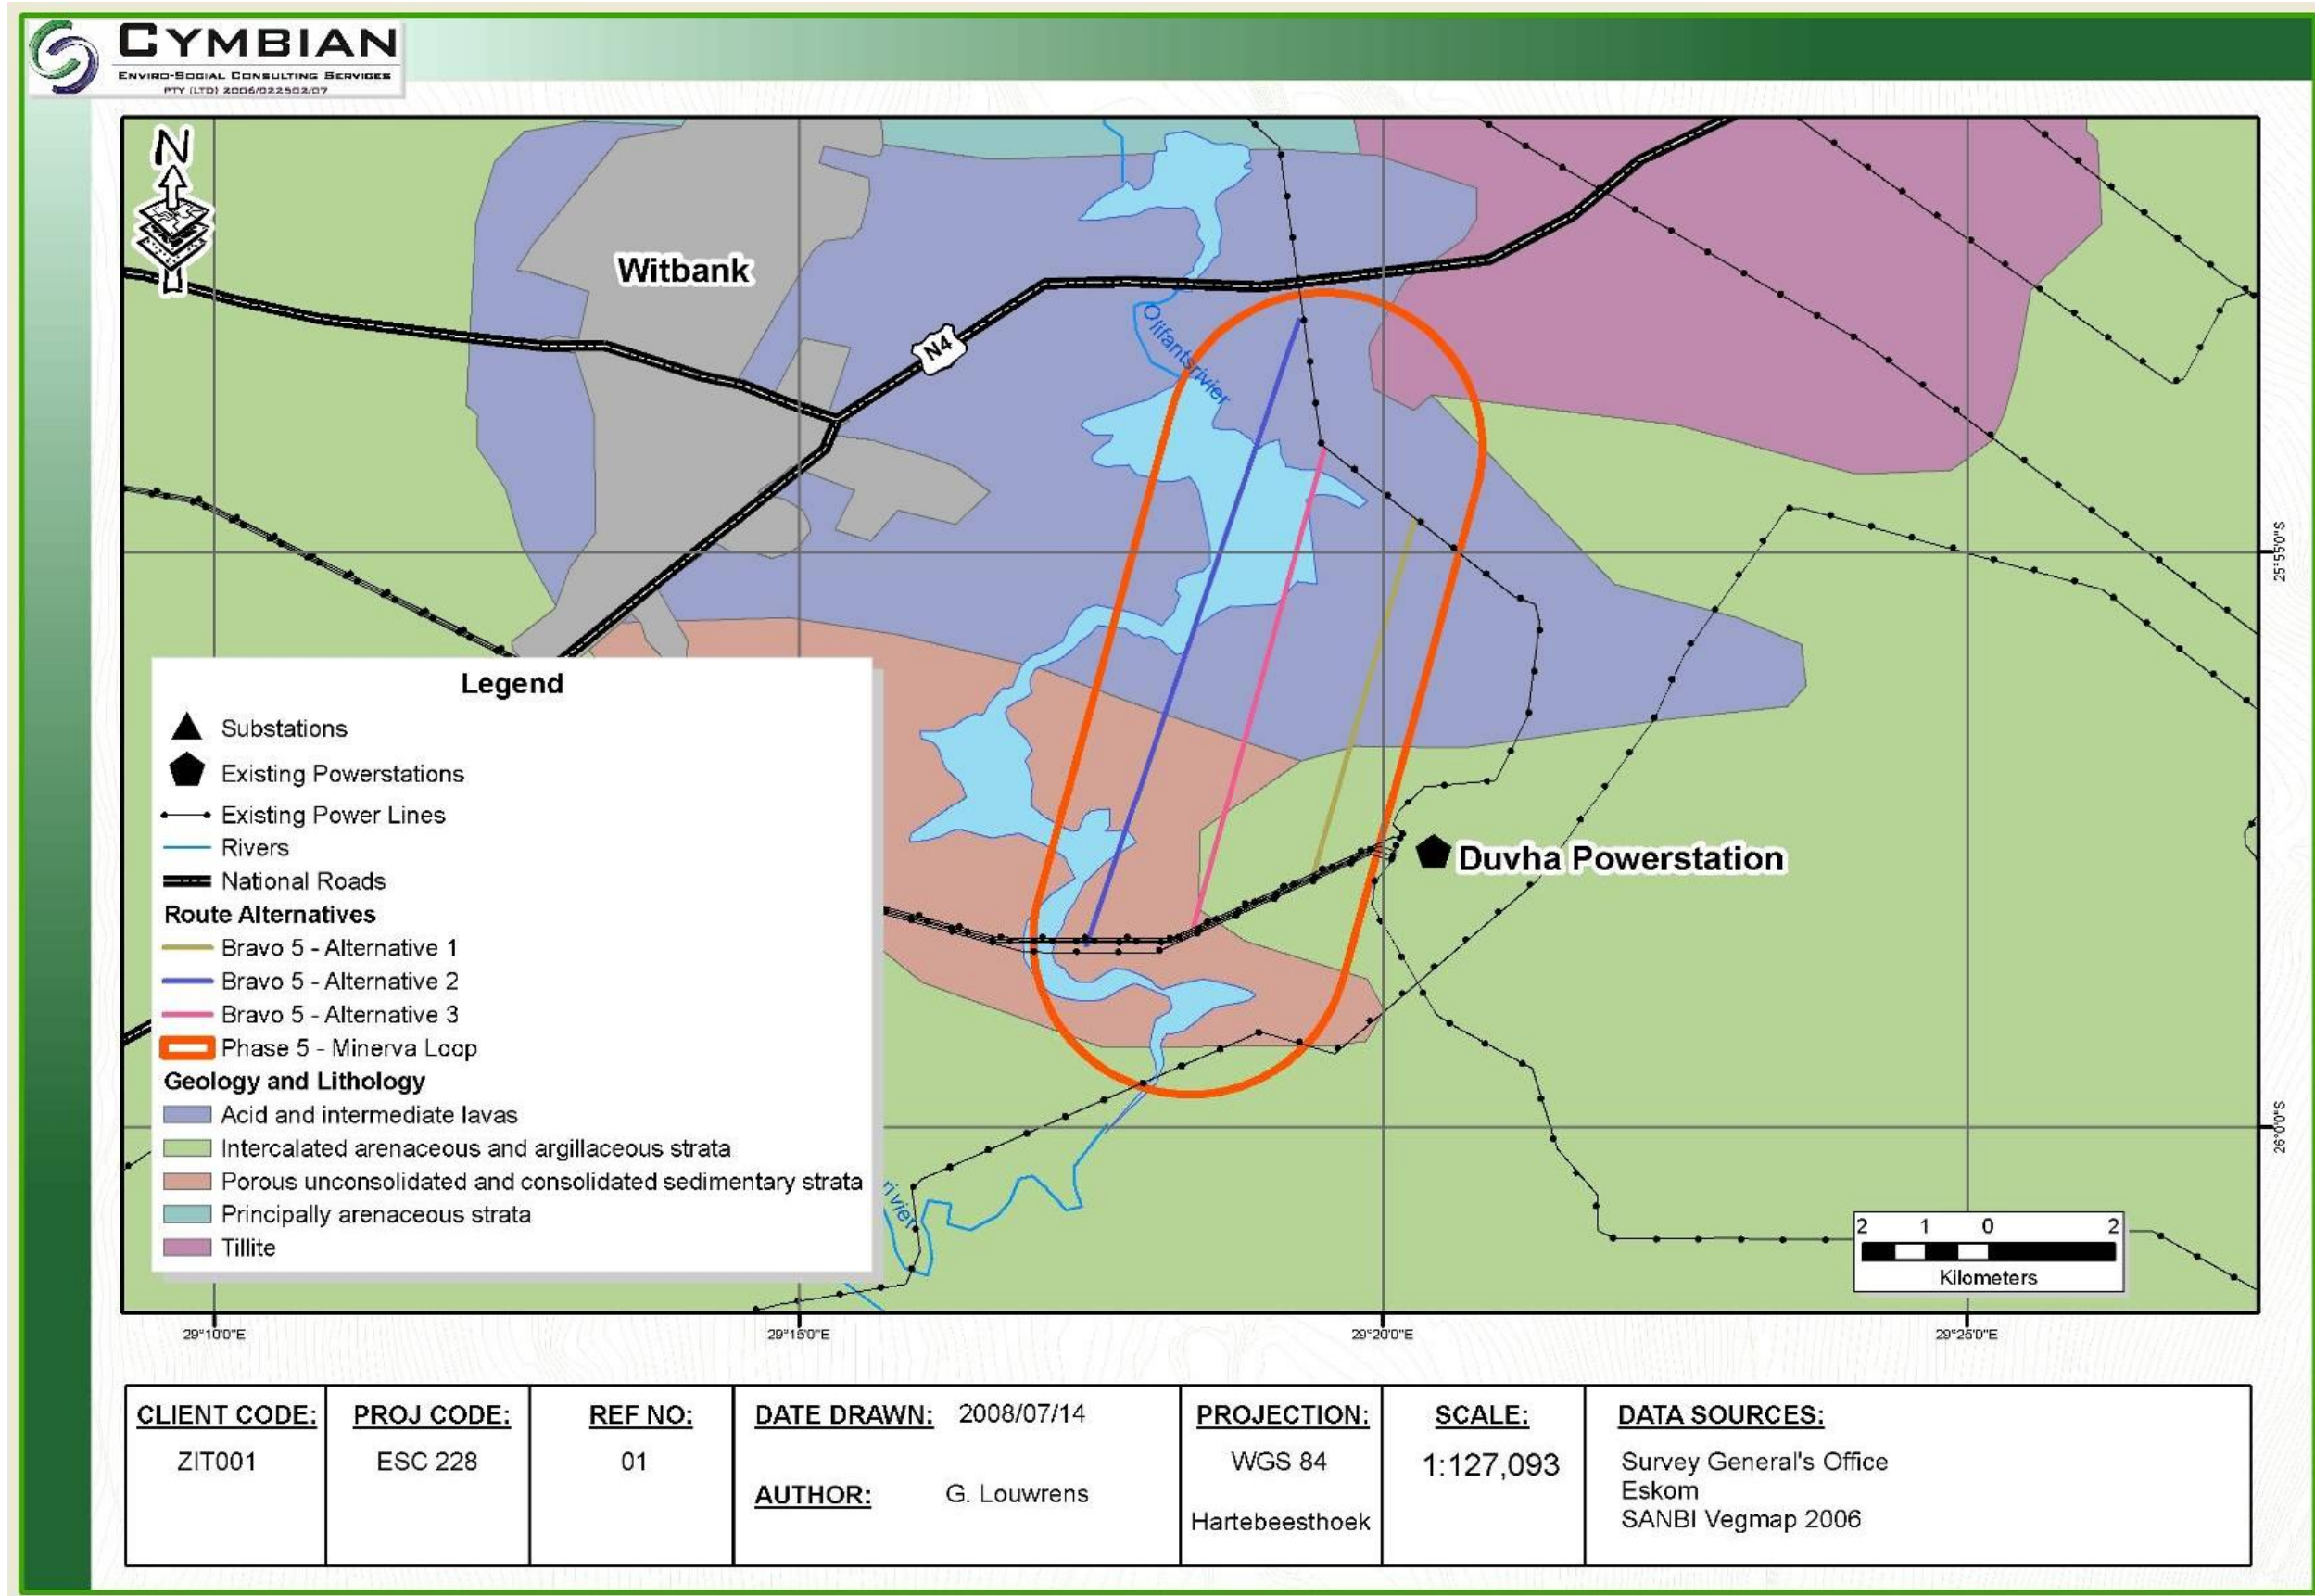 CYMBIAN
ENVIRO-SOCIAL CONSULTING SERVICES
PTY (LTD) 2006/022502/07
N
Witbank
N4
Olifantsrivier
25°55'0"S
Legend
Substations
Existing Powerstations
Existing Power Lines
Rivers
National Roads
Route Alternatives
Bravo 5 - Alternative 1
Bravo 5 - Alternative 2
Bravo 5 - Alternative 3
Phase 5 - Minerva Loop
Geology and Lithology
Acid and intermediate lavas
Intercalated arenaceous and argillaceous strata
Porous unconsolidated and consolidated sedimentary strata
Principally arenaceous strata
Tillite
Duvha Powerstation
rivier
26°0'0"S
2 1 0 2
Kilometers
29°10'0"E 29°15'0"E 29°20'0"E 29°25'0"E
CLIENT CODE:
ZIT001
PROJ CODE:
ESC 228
REF NO:
01
DATE DRAWN: 2008/07/14
AUTHOR: G. Louwrens
PROJECTION:
WGS 84
Hartebeesthoek
SCALE:
1:127,093
DATA SOURCES:
Survey General's Office
Eskom
SANBI Vegmap 2006